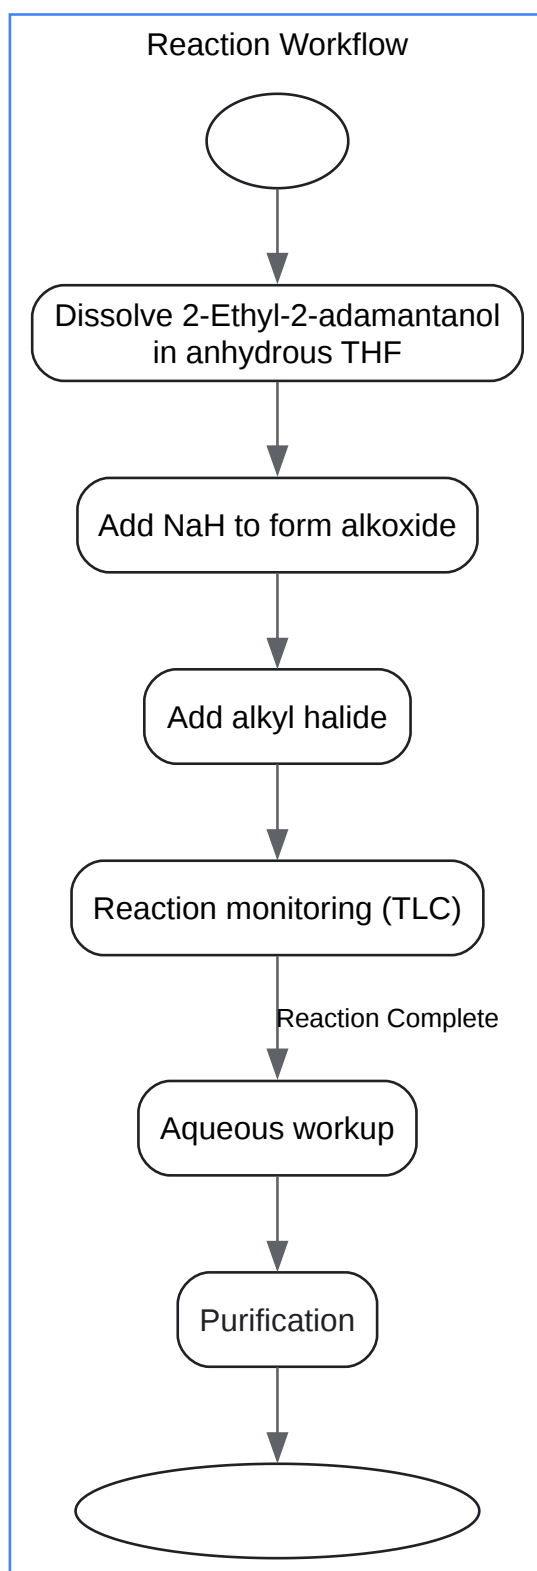 Reaction Workflow
Dissolve 2-Ethyl-2-adamantanol
in anhydrous THF
Add NaH to form alkoxide
Add alkyl halide
Reaction monitoring (TLC)
Reaction Complete
Aqueous workup
Purification